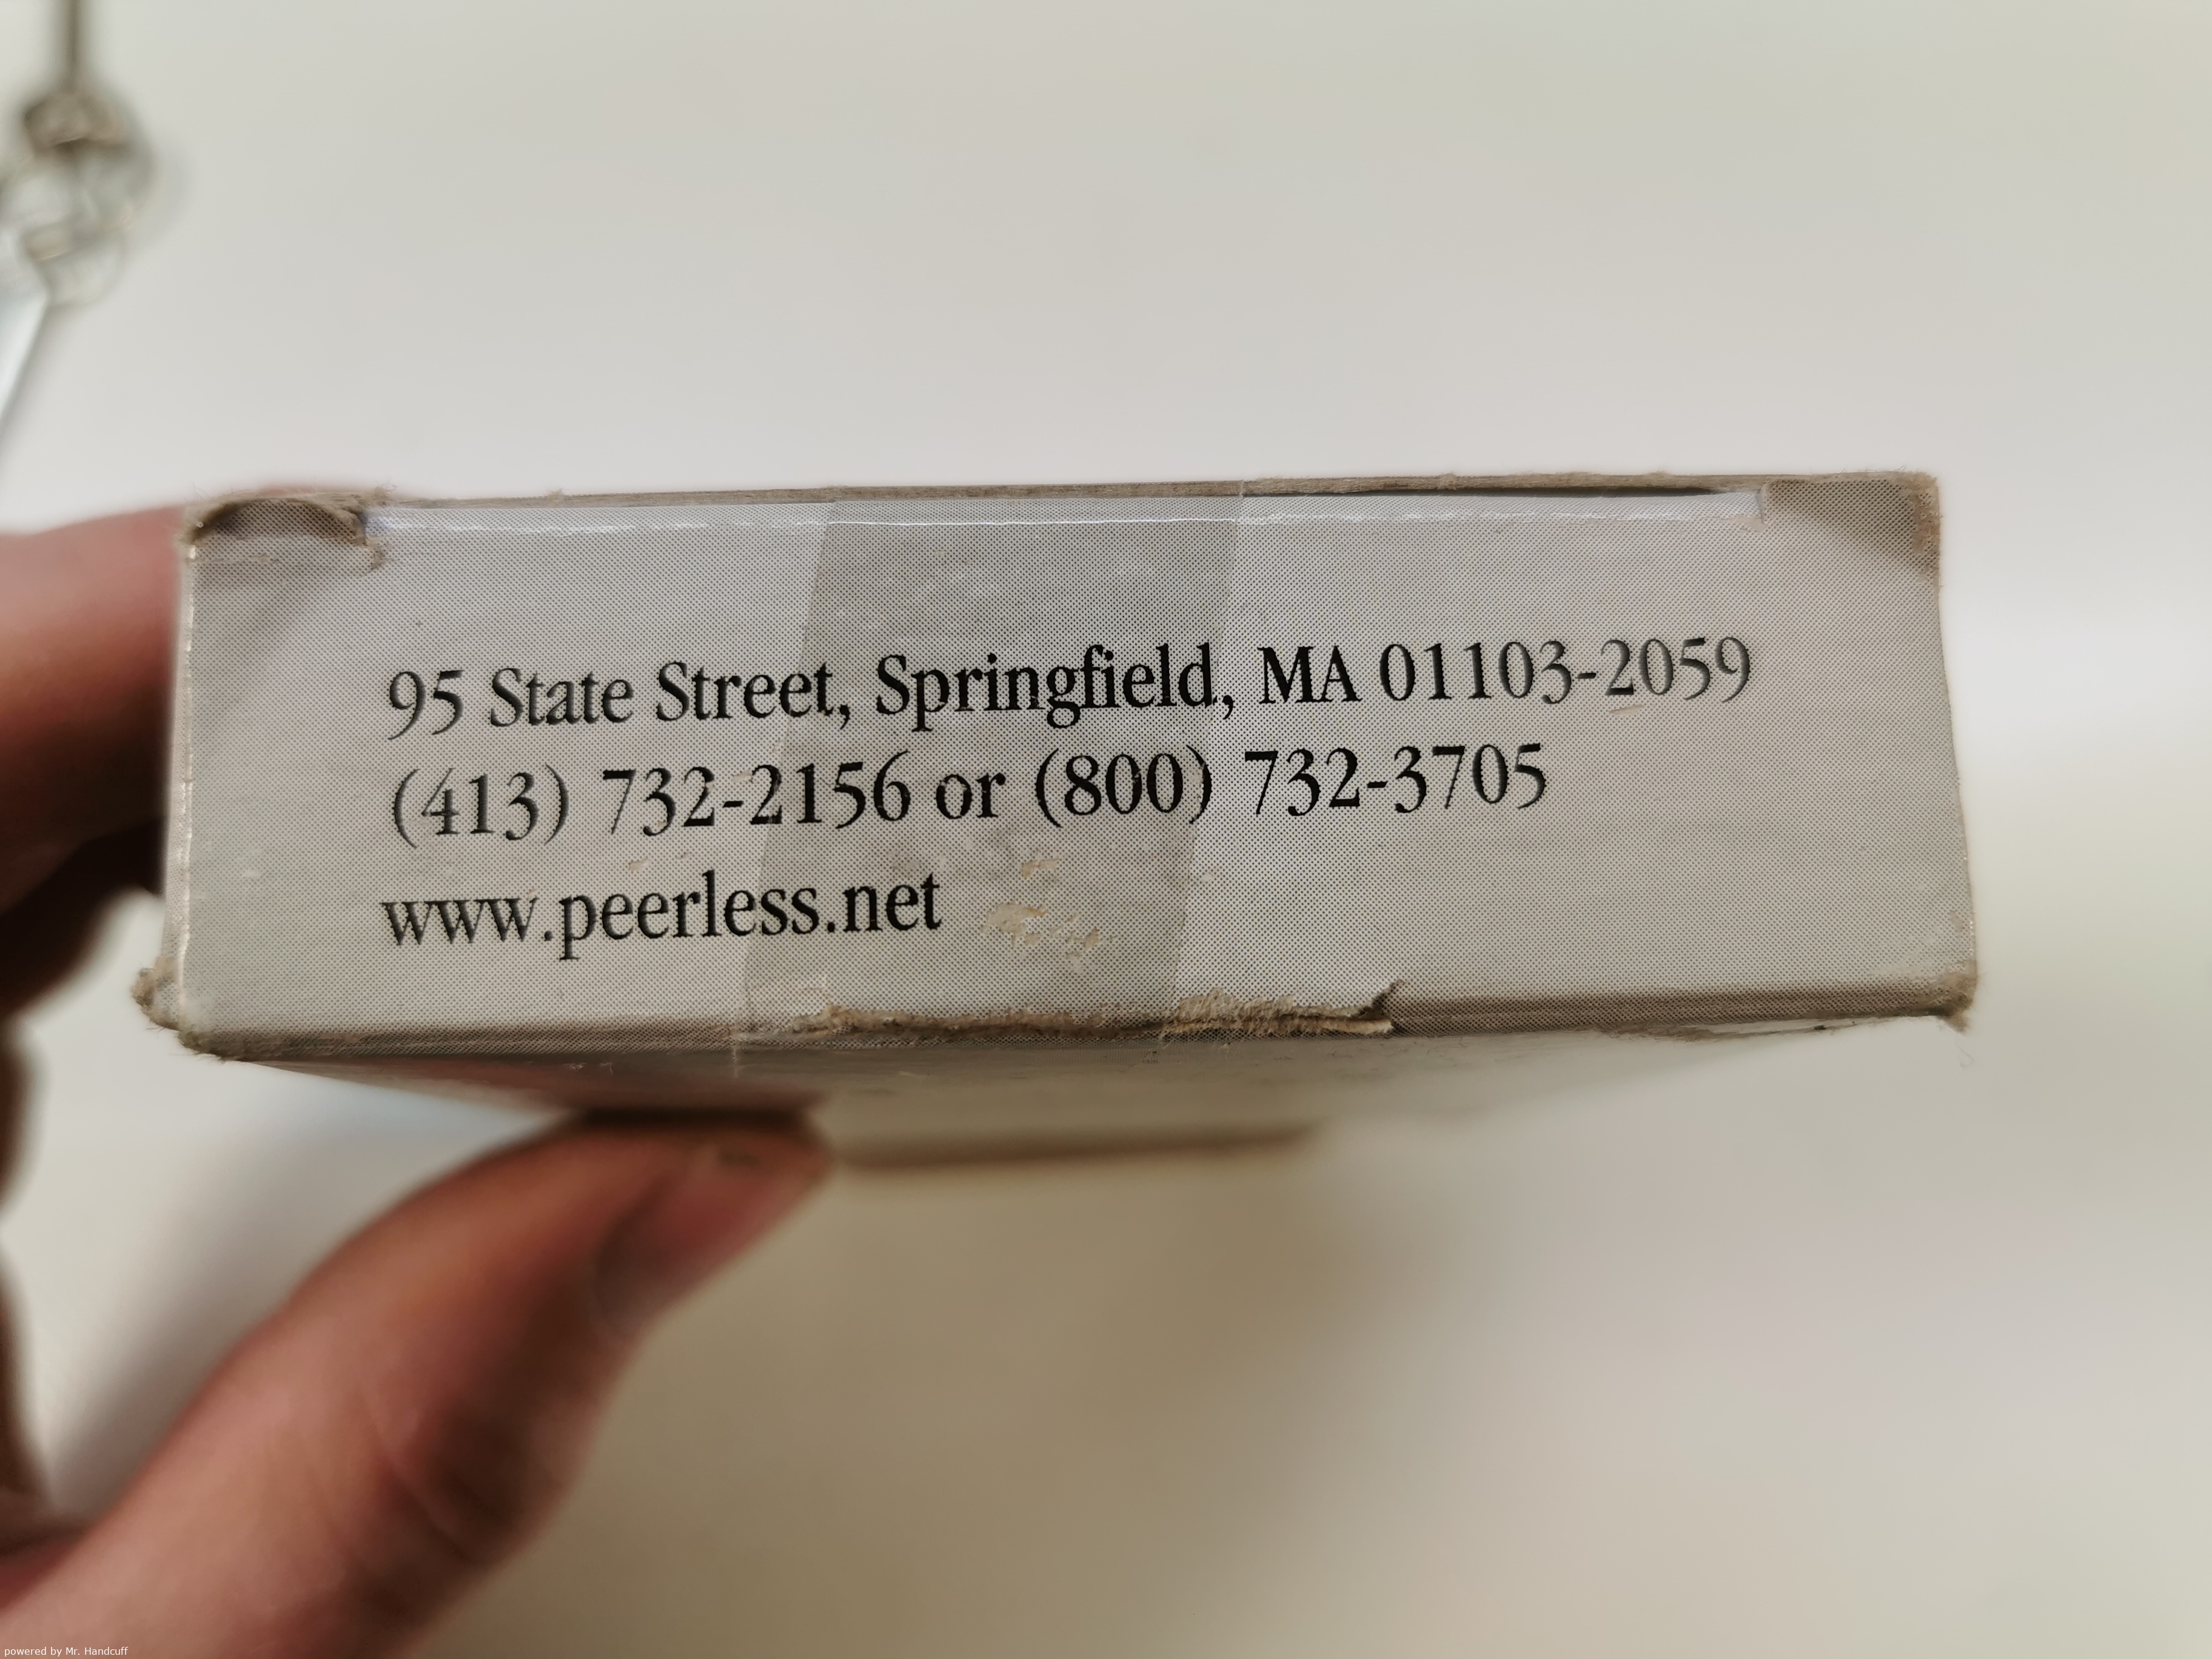 95 State Street, Springfield, MA 01103-2059
(413) 732-2156 or (800) 732-3705
www.peerless.net
powered by Mr. Handcuff